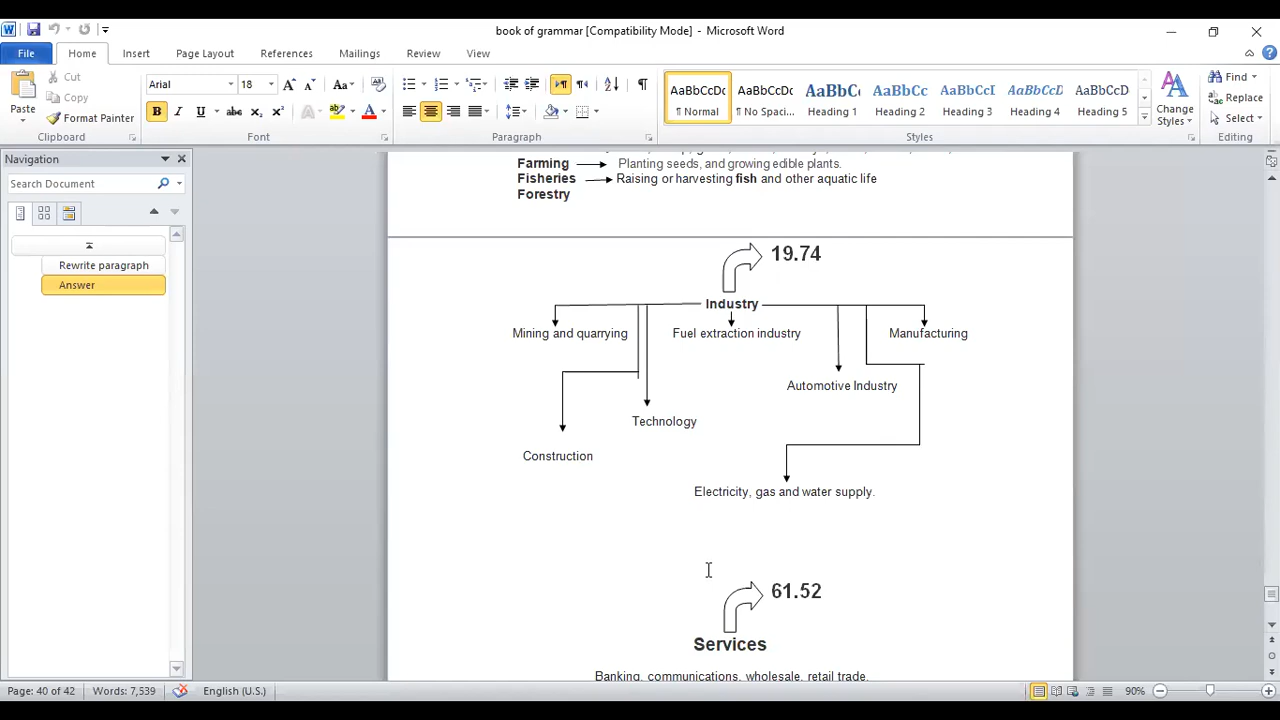 book of grammar [Compatibility Mode] - Microsoft Word
File Home Insert Page Layout References Mailings Review View
Paste
Cut
Copy
Format Painter
Clipboard
Arial 18
Font
Paragraph
AaBbCcDc AaBbCcDc AaBbC AaBbCc AaBbCcI AaBbCcD AaBbCcD
¶ Normal ¶ No Spaci... Heading 1 Heading 2 Heading 3 Heading 4 Heading 5
Change Styles
Styles
Find
Replace
Select
Editing
Navigation
Search Document
Rewrite paragraph
Answer
Farming Planting seeds, and growing edible plants.
Fisheries Raising or harvesting fish and other aquatic life
Forestry
19.74
Industry
Mining and quarrying Fuel extraction industry Manufacturing
Automotive Industry
Technology
Construction
Electricity, gas and water supply.
61.52
Services
Banking, communications, wholesale, retail trade,
Page: 40 of 42 Words: 7,539 English (U.S.) 90%